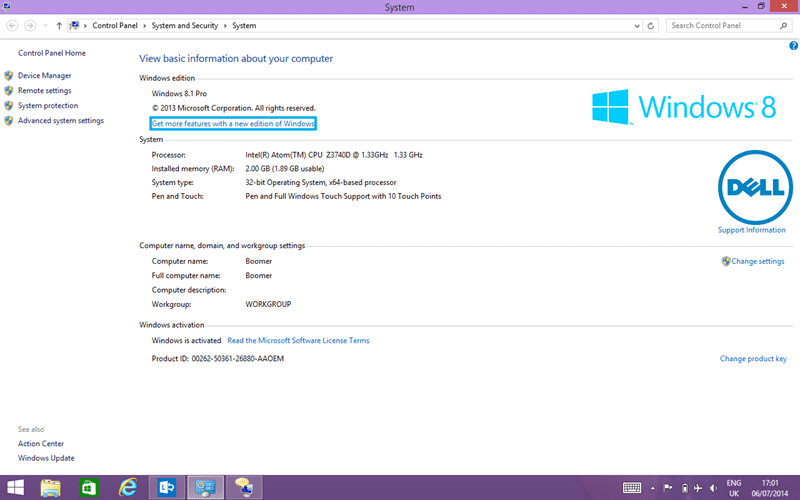 System
Control Panel
System and Security
System
Search Control Panel
Control Panel Home
Device Manager
Remote settings
System protection
Advanced system settings
View basic information about your computer
Windows edition
Windows 8.1 Pro
© 2013 Microsoft Corporation. All rights reserved.
Get more features with a new edition of Windows
Windows 8
System
Processor: Intel(R) Atom(TM) CPU Z3740D @ 1.33GHz 1.33 GHz
Installed memory (RAM): 2.00 GB (1.89 GB usable)
System type: 32-bit Operating System, x64-based processor
Pen and Touch: Pen and Full Windows Touch Support with 10 Touch Points
DELL
Support Information
Computer name, domain, and workgroup settings
Computer name: Boomer
Change settings
Full computer name: Boomer
Computer description:
Workgroup: WORKGROUP
Windows activation
Windows is activated Read the Microsoft Software License Terms
Product ID: 00262-50361-26880-AAOEM
Change product key
See also
Action Center
Windows Update
ENG
UK
17:01
06/07/2014